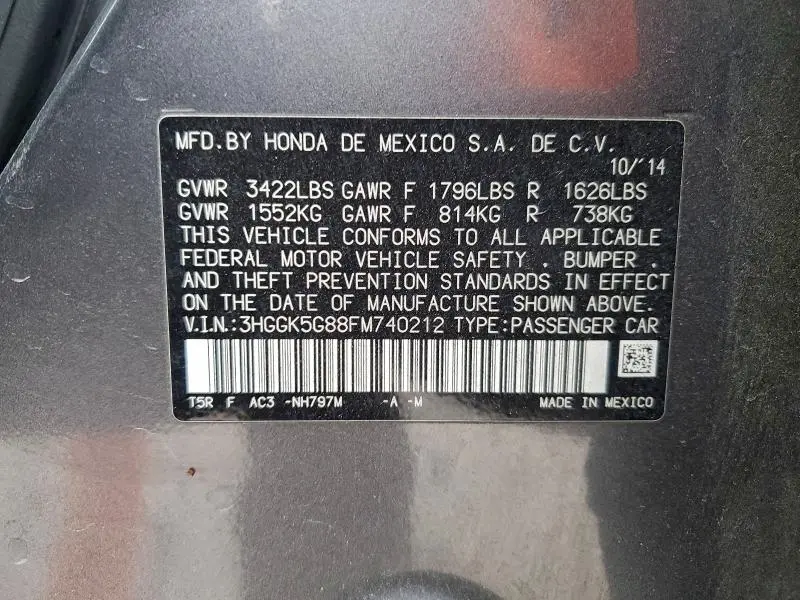 MFD.BY HONDA DE MEXICO S.A. DE C.V.
10/'14
GVWR 3422LBS GAWR F 1796LBS R 1626LBS
GVWR 1552KG GAWR F 814KG R 738KG
THIS VEHICLE CONFORMS TO ALL APPLICABLE
FEDERAL MOTOR VEHICLE SAFETY . BUMPER .
AND THEFT PREVENTION STANDARDS IN EFFECT
ON THE DATE OF MANUFACTURE SHOWN ABOVE.
V.I.N.:3HGGK5G88FM740212 TYPE:PASSENGER CAR
T5R F AC3 -NH797M -A -M MADE IN MEXICO